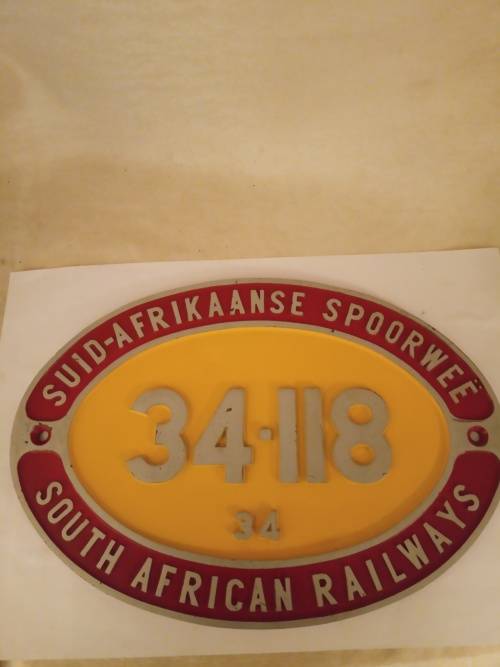 SUID-AFRIKAANSE SPOORWEË
34·118
34
SOUTH AFRICAN RAILWAYS